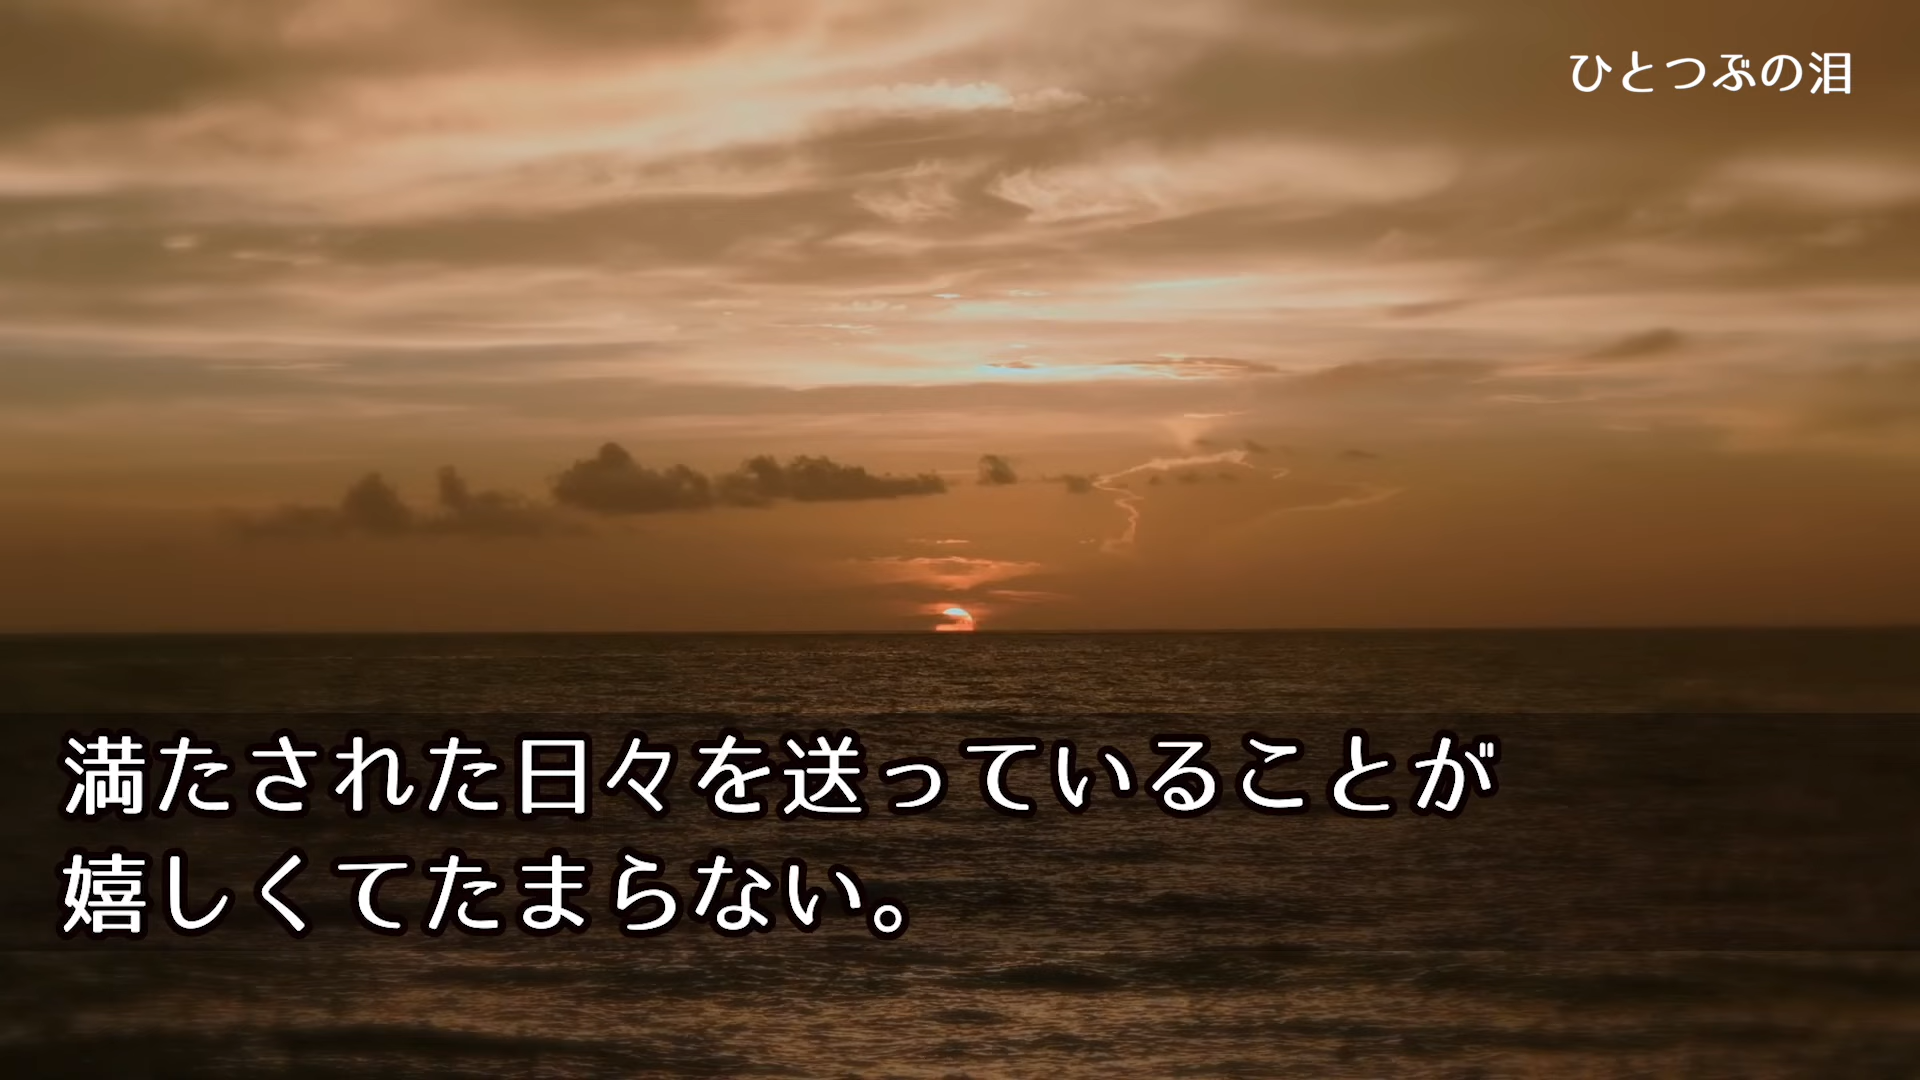 ひとつぶの泪
満たされた日々を送っていることが
嬉しくてたまらない。